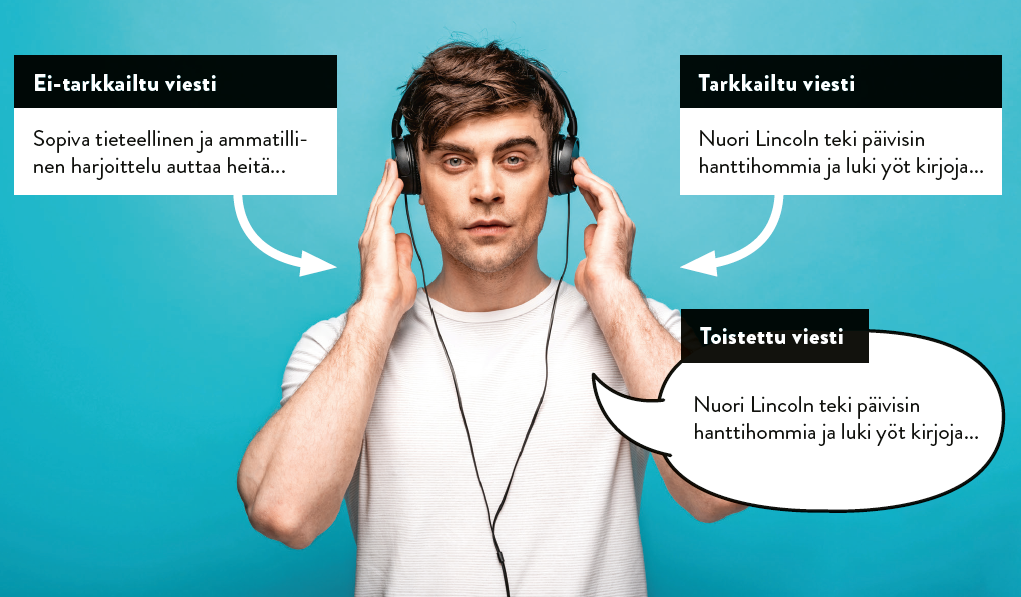 Ei-tarkkailtu viesti
Sopiva tieteellinen ja ammatilli-
nen harjoittelu auttaa heitä...
Tarkkailtu viesti
Nuori Lincoln teki päivisin
hanttihommia ja luki yöt kirjoja...
Toistettu viesti
Nuori Lincoln teki päivisin
hanttihommia ja luki yöt kirjoja...